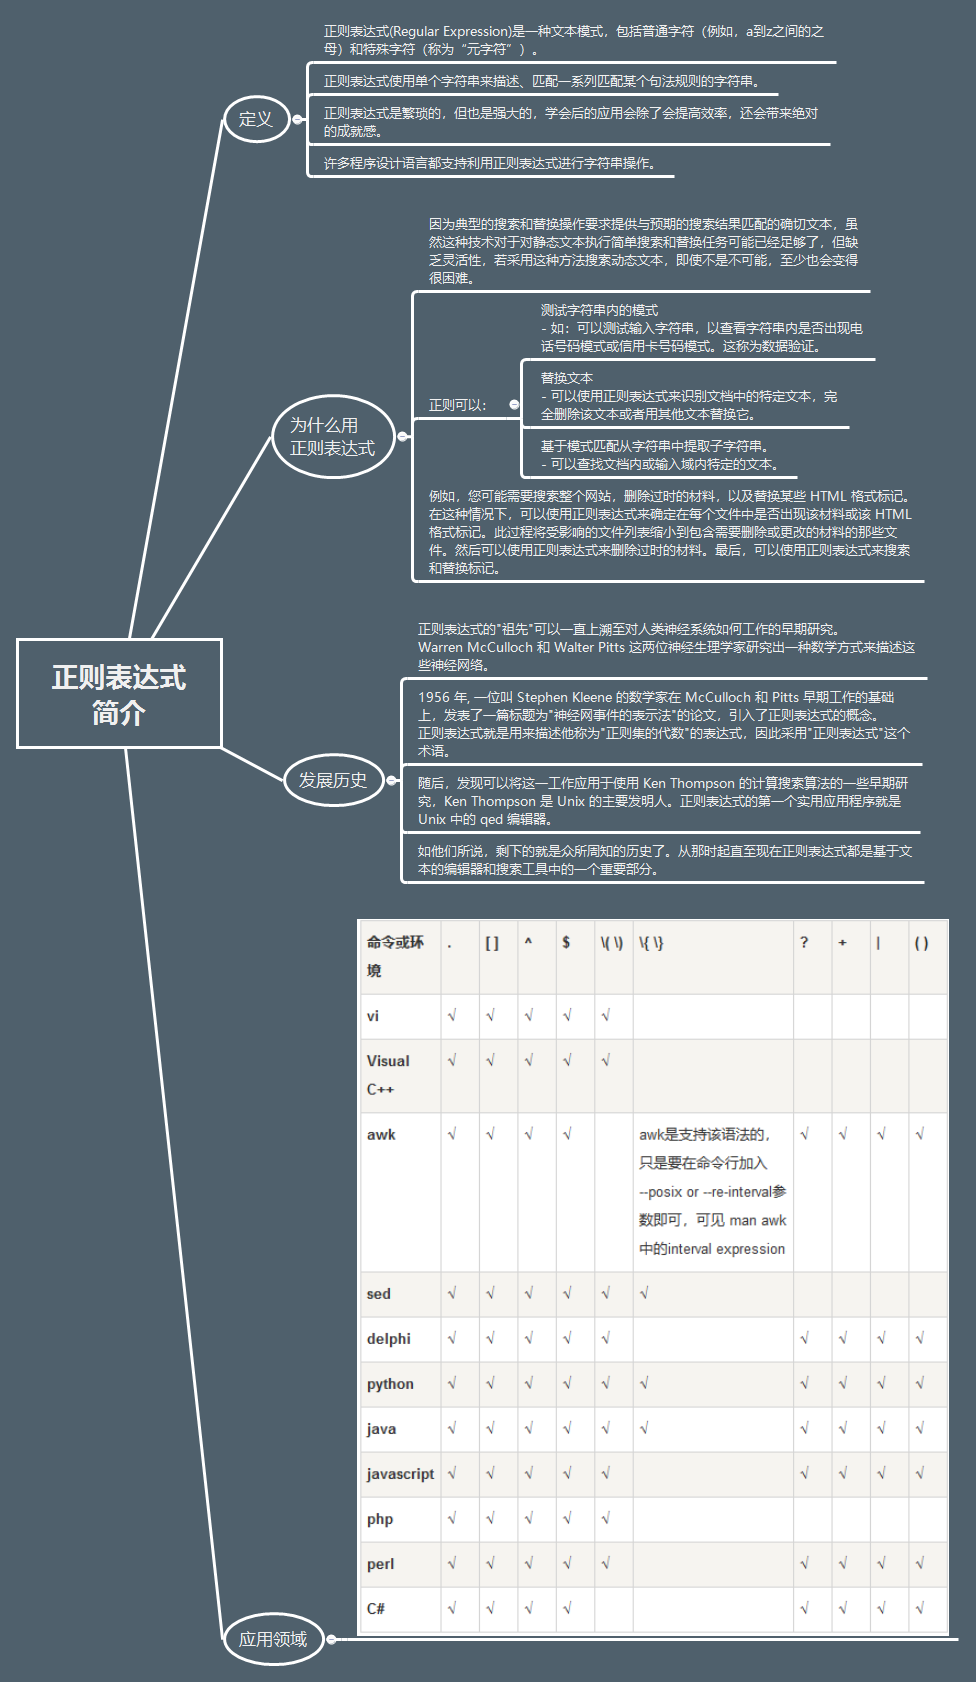 正则表达式(Regular Expression)是一种文本模式，包括普通字符（例如，a到z之间的之
母）和特殊字符（称为“元字符”）。
正则表达式使用单个字符串来描述、匹配一系列匹配某个句法规则的字符串。
定义
正则表达式是繁琐的，但也是强大的，学会后的应用会除了会提高效率，还会带来绝对
的成就感。
许多程序设计语言都支持利用正则表达式进行字符串操作。
因为典型的搜索和替换操作要求提供与预期的搜索结果匹配的确切文本，虽
然这种技术对于对静态文本执行简单搜索和替换任务可能已经足够了，但缺
乏灵活性，若采用这种方法搜索动态文本，即使不是不可能，至少也会变得
很困难。
测试字符串内的模式
- 如：可以测试输入字符串，以查看字符串内是否出现电
话号码模式或信用卡号码模式。这称为数据验证。
替换文本
- 可以使用正则表达式来识别文档中的特定文本，完
全删除该文本或者用其他文本替换它。
正则可以：
为什么用
正则表达式
基于模式匹配从字符串中提取子字符串。
- 可以查找文档内或输入域内特定的文本。
例如，您可能需要搜索整个网站，删除过时的材料，以及替换某些 HTML 格式标记。
在这种情况下，可以使用正则表达式来确定在每个文件中是否出现该材料或该 HTML
格式标记。此过程将受影响的文件列表缩小到包含需要删除或更改的材料的那些文
件。然后可以使用正则表达式来删除过时的材料。最后，可以使用正则表达式来搜索
和替换标记。
正则表达式
简介
正则表达式的"祖先"可以一直上溯至对人类神经系统如何工作的早期研究。
Warren McCulloch 和 Walter Pitts 这两位神经生理学家研究出一种数学方式来描述这
些神经网络。
1956 年, 一位叫 Stephen Kleene 的数学家在 McCulloch 和 Pitts 早期工作的基础
上，发表了一篇标题为"神经网事件的表示法"的论文，引入了正则表达式的概念。
正则表达式就是用来描述他称为"正则集的代数"的表达式，因此采用"正则表达式"这个
术语。
发展历史
随后，发现可以将这一工作应用于使用 Ken Thompson 的计算搜索算法的一些早期研
究，Ken Thompson 是 Unix 的主要发明人。正则表达式的第一个实用应用程序就是
Unix 中的 qed 编辑器。
如他们所说，剩下的就是众所周知的历史了。从那时起直至现在正则表达式都是基于文
本的编辑器和搜索工具中的一个重要部分。
命令或环 . [ ] ^ $ \( \) \{ \} ? + | ( )
境
vi √ √ √ √ √
Visual √ √ √ √ √
C++
awk √ √ √ √ awk是支持该语法的， √ √ √ √
只是要在命令行加入
--posix or --re-interval参
数即可，可见 man awk
中的interval expression
sed √ √ √ √ √ √
delphi √ √ √ √ √ √ √ √ √
python √ √ √ √ √ √ √ √ √ √
java √ √ √ √ √ √ √ √ √ √
javascript √ √ √ √ √ √ √ √ √
php √ √ √ √ √
perl √ √ √ √ √ √ √ √ √
C# √ √ √ √ √ √ √ √
应用领域